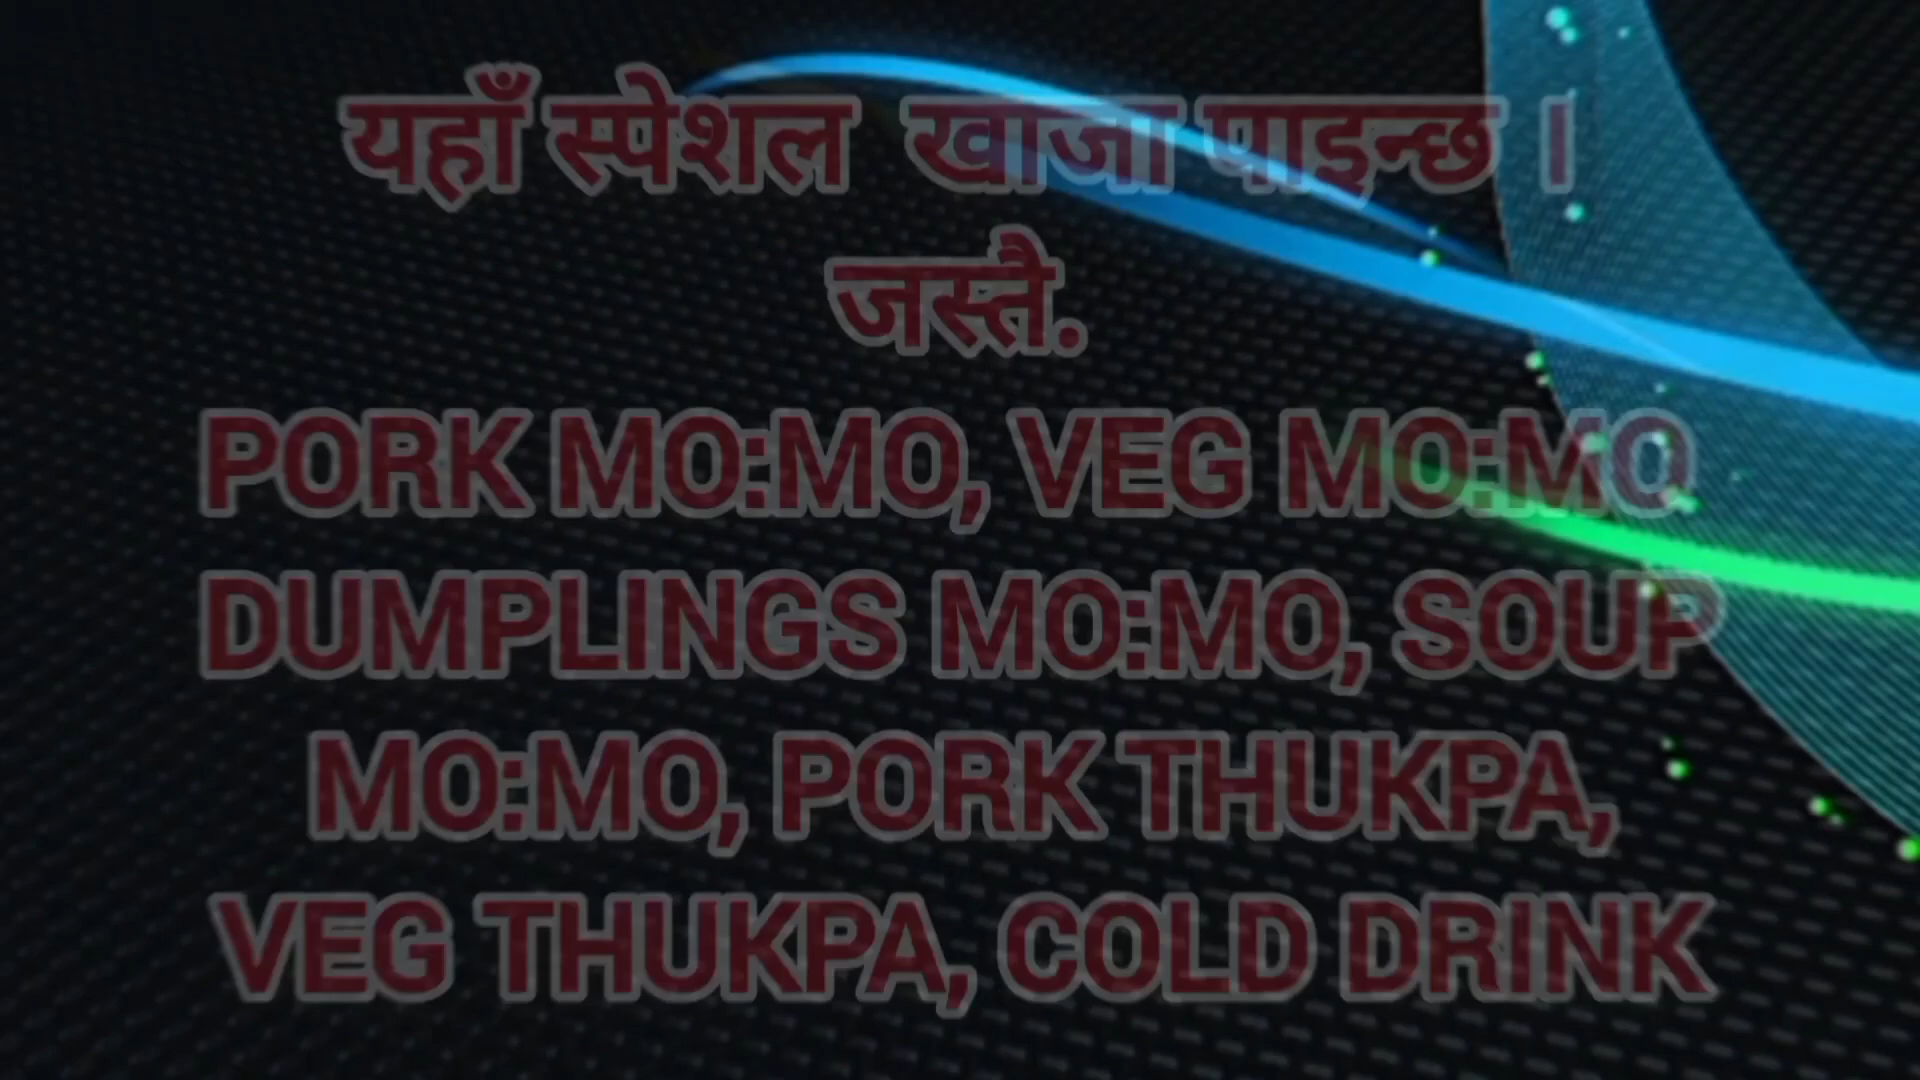 यहाँ स्पेशल खाजा पाइन्छ ।
जस्तै.
PORK MO:MO, VEG MO:MO
DUMPLINGS MO:MO, SOUP
MO:MO, PORK THUKPA,
VEG THUKPA, COLD DRINK